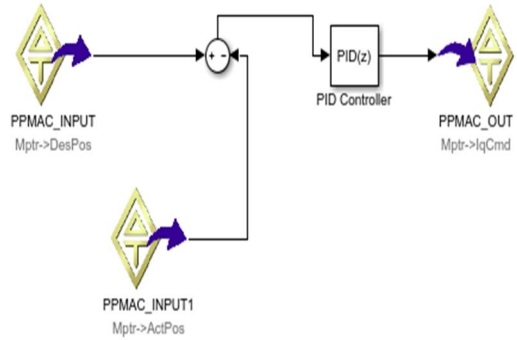 + -
PID(z)
PID Controller
PPMAC_INPUT
Mptr->DesPos
PPMAC_OUT
Mptr->IqCmd
PPMAC_INPUT1
Mptr->ActPos